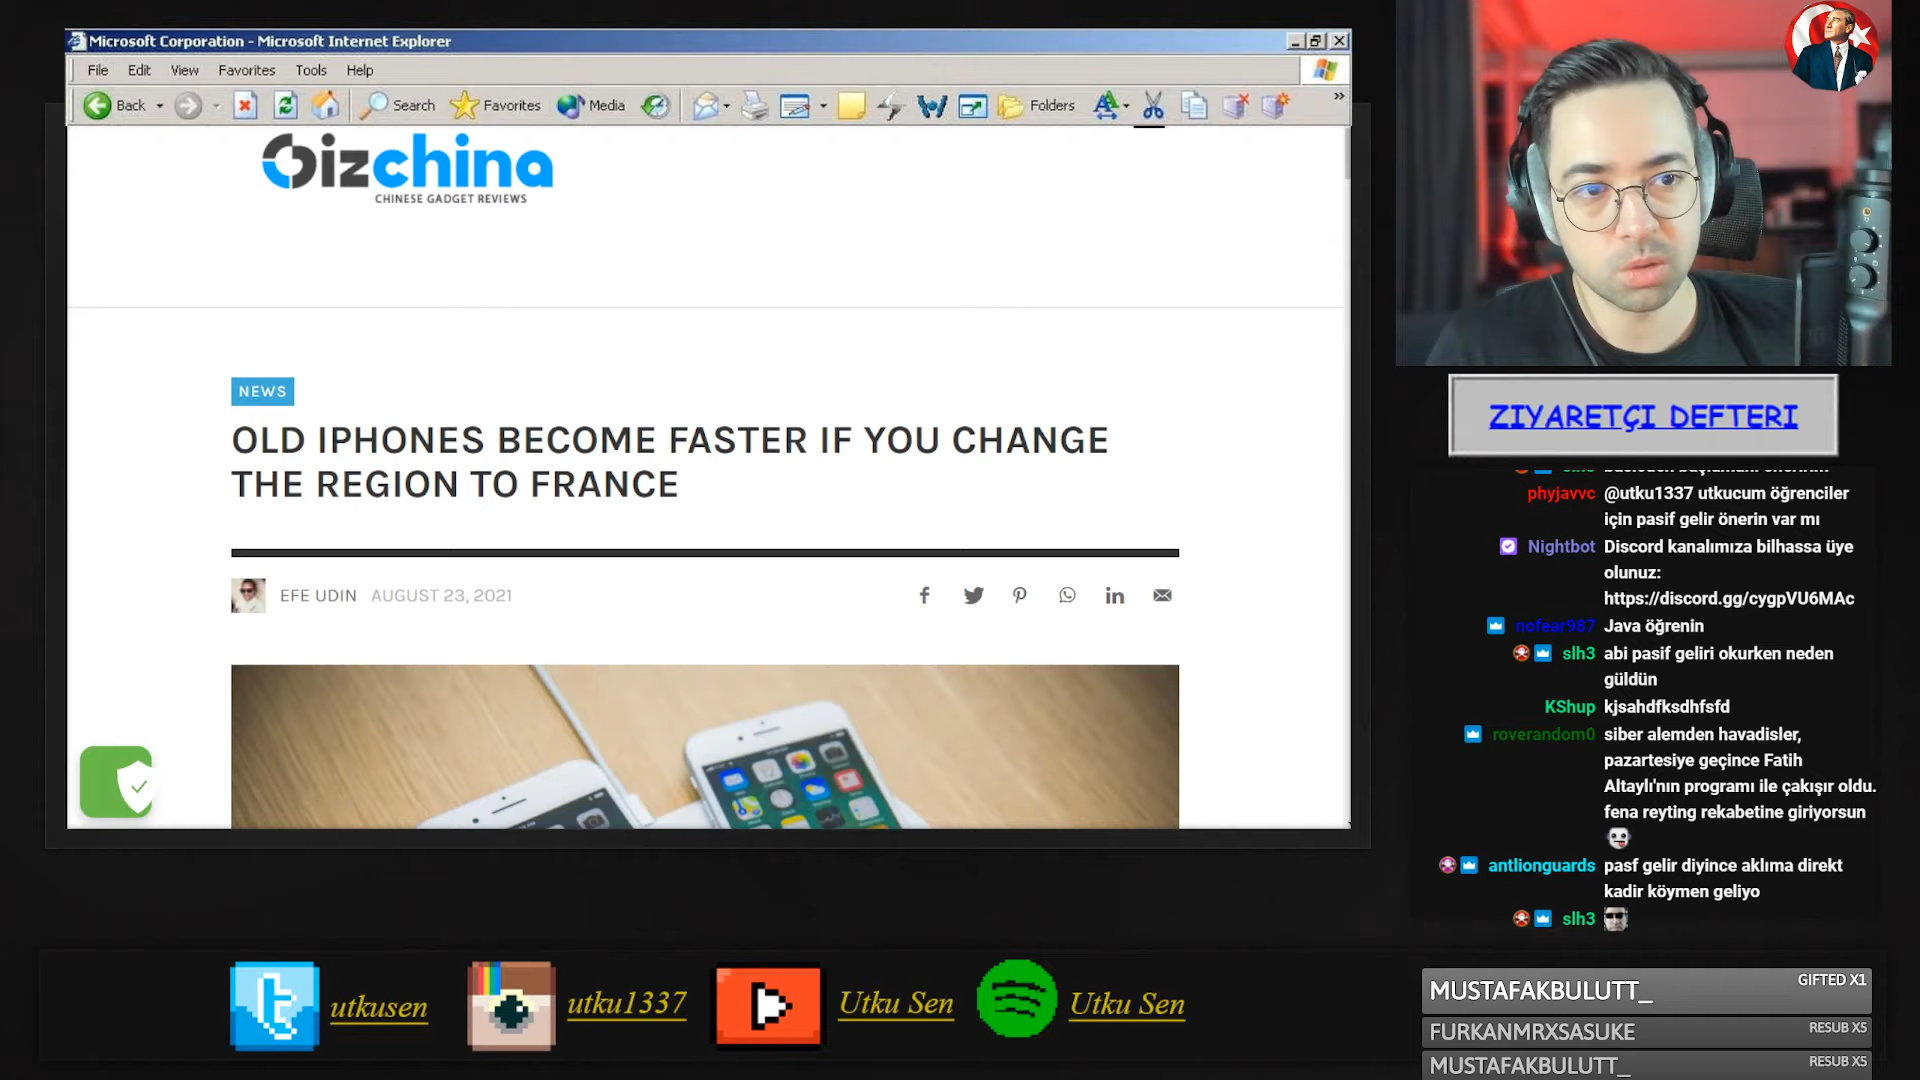 Microsoft Corporation - Microsoft Internet Explorer
File Edit View Favorites Tools Help
Back Search Favorites Media Folders
Gizchina
CHINESE GADGET REVIEWS
NEWS
OLD IPHONES BECOME FASTER IF YOU CHANGE
THE REGION TO FRANCE
EFE UDIN AUGUST 23, 2021
ZIYARETÇI DEFTERI
phyjavvc @utku1337 utkucum öğrenciler
için pasif gelir önerin var mı
Nightbot Discord kanalımıza bilhassa üye
olunuz:
https://discord.gg/cygpVU6MAc
nofear987 Java öğrenin
slh3 abi pasif geliri okurken neden
güldün
KShup kjsahdfksdhfsfd
roverandom0 siber alemden havadisler,
pazartesiye geçince Fatih
Altaylı'nın programı ile çakışır oldu.
fena reyting rekabetine giriyorsun
antlionguards pasf gelir diyince aklıma direkt
kadir köymen geliyo
slh3
utkusen utku1337 Utku Sen Utku Sen
MUSTAFAKBULUTT_ GIFTED X1
FURKANMRXSASUKE RESUB X5
MUSTAFAKBULUTT_ RESUB X5